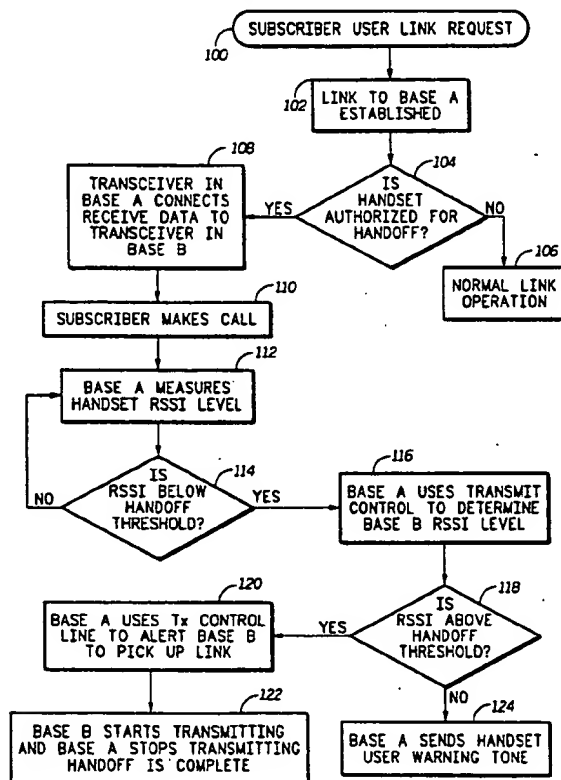 SUBSCRIBER USER LINK REQUEST
100
102
LINK TO BASE A
ESTABLISHED
104
IS
HANDSET
AUTHORIZED FOR
HANDOFF?
YES
NO
108
TRANSCEIVER IN
BASE A CONNECTS
RECEIVE DATA TO
TRANSCEIVER IN
BASE B
106
NORMAL LINK
OPERATION
110
SUBSCRIBER MAKES CALL
112
BASE A MEASURES
HANDSET RSSI LEVEL
114
IS
RSSI BELOW
HANDOFF
THRESHOLD?
NO
YES
116
BASE A USES TRANSMIT
CONTROL TO DETERMINE
BASE B RSSI LEVEL
118
IS
RSSI ABOVE
HANDOFF
THRESHOLD?
YES
NO
120
BASE A USES Tx CONTROL
LINE TO ALERT BASE B
TO PICK UP LINK
122
BASE B STARTS TRANSMITTING
AND BASE A STOPS TRANSMITTING
HANDOFF IS COMPLETE
124
BASE A SENDS HANDSET
USER WARNING TONE